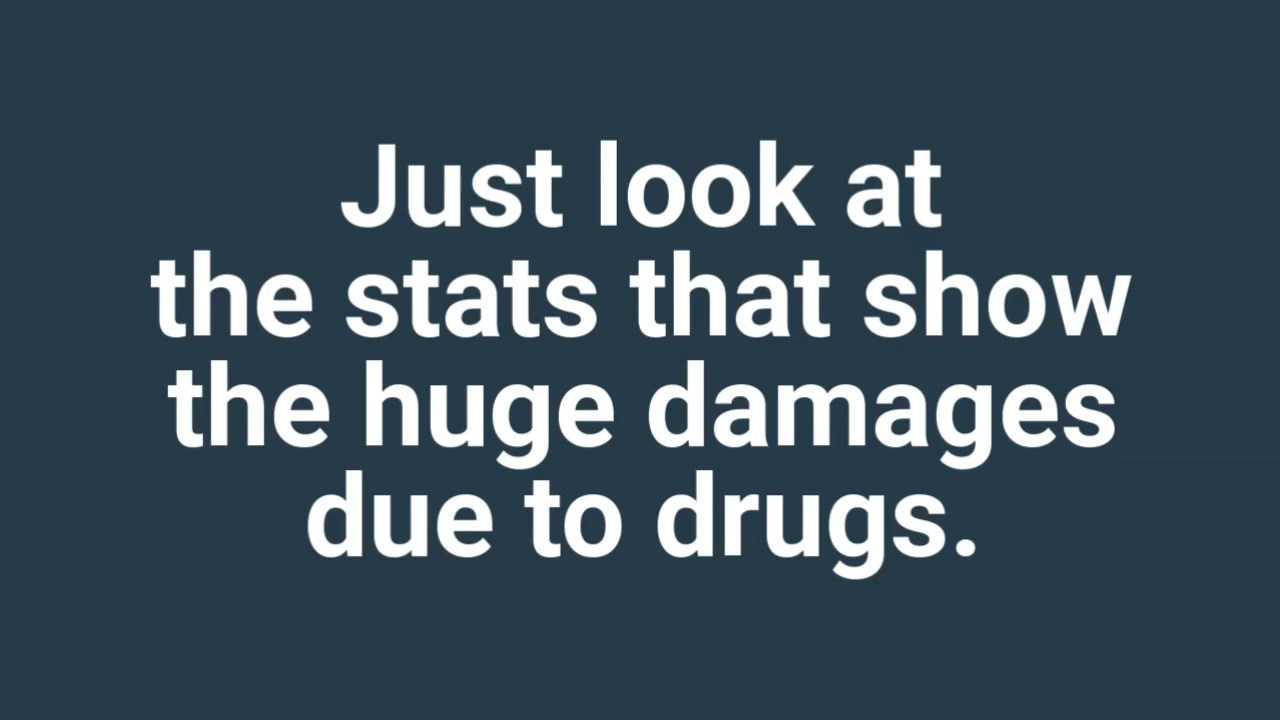 Just look at
the stats that show
the huge damages
due to drugs.